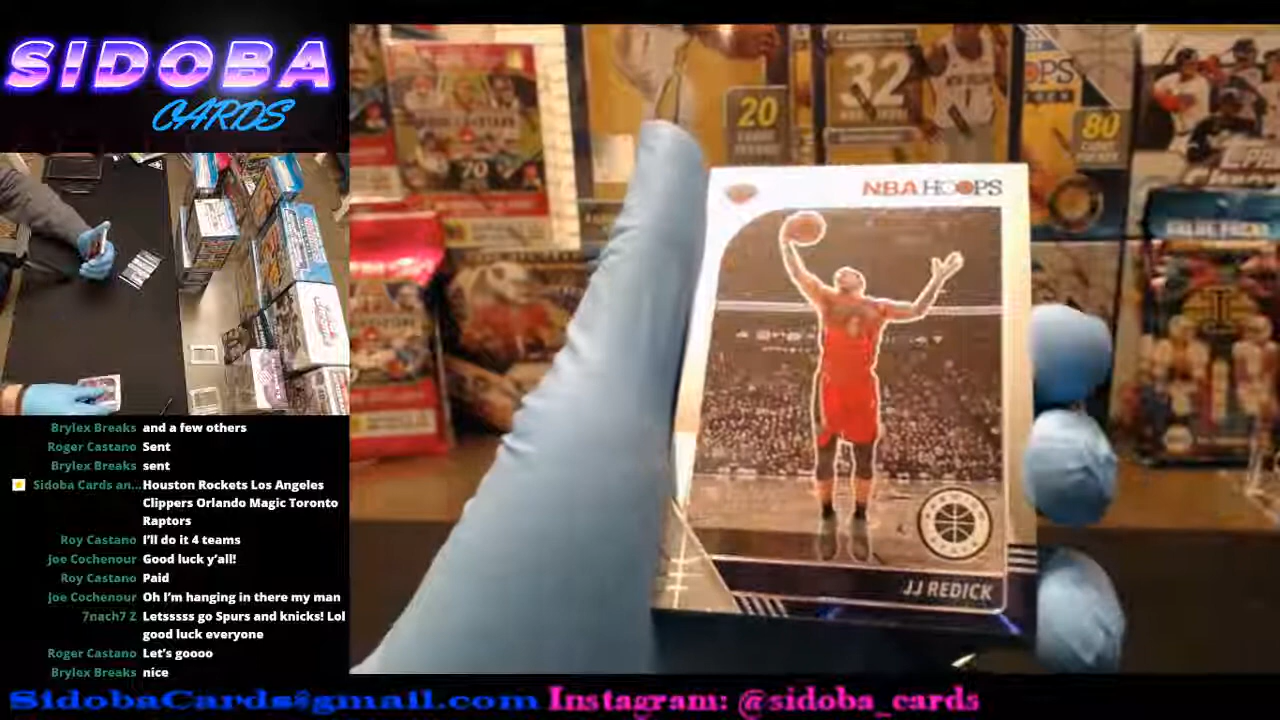 SIDOBA
CARDS
Brylex Breaks and a few others
Roger Castano Sent
Brylex Breaks sent
Sidoba Cards an... Houston Rockets Los Angeles
Clippers Orlando Magic Toronto
Raptors
Roy Castano I'll do it 4 teams
Joe Cochenour Good luck y'all!
Roy Castano Paid
Joe Cochenour Oh I'm hanging in there my man
7nach7 Z Letsssss go Spurs and knicks! Lol
good luck everyone
Roger Castano Let's goooo
Brylex Breaks nice
20
32
80
70
NBA HOOPS
JJ REDICK
SidobaCards@gmail.com Instagram: @sidoba_cards